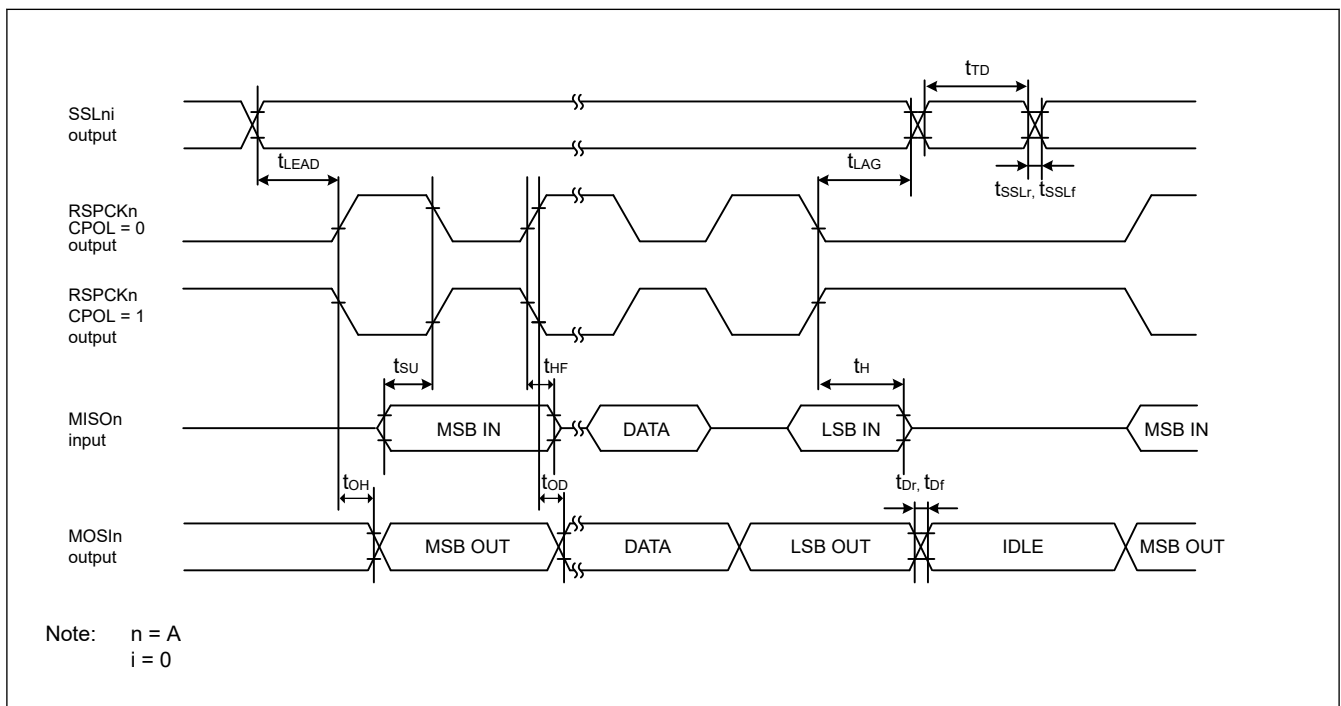 tTD
SSLni
output
tLEAD
tLAG
tSSLr, tSSLf
RSPCKn
CPOL = 0
output
RSPCKn
CPOL = 1
output
tSU
tHF
tH
MISOn
input
MSB IN
DATA
LSB IN
MSB IN
tOH
tOD
tDr, tDf
MOSIn
output
MSB OUT
DATA
LSB OUT
IDLE
MSB OUT
Note: n = A
i = 0